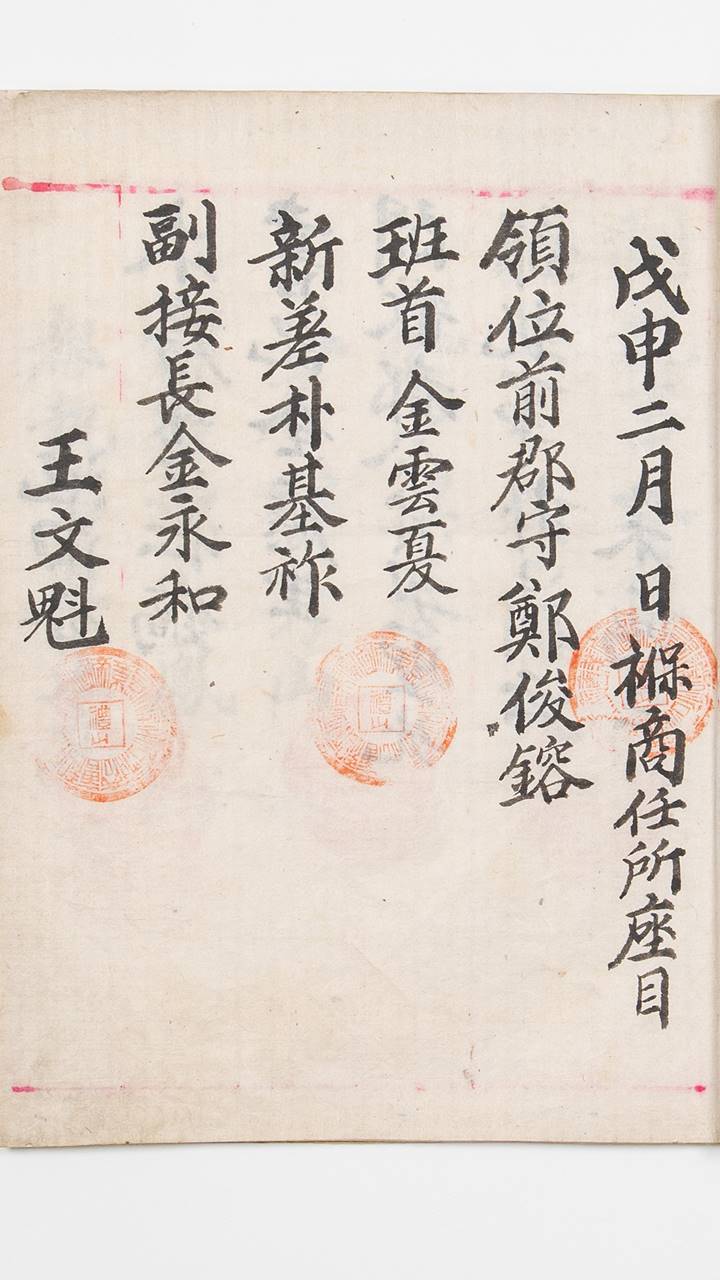 戊申二月 日 褓商任所座目
領位前郡守鄭俊鎔
班首 金雲夏
新差朴基祚
副接長金永和
王文魁
禮山
禮山